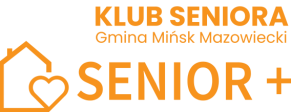 KLUB SENIORA
Gmina Mińsk Mazowiecki
SENIOR +